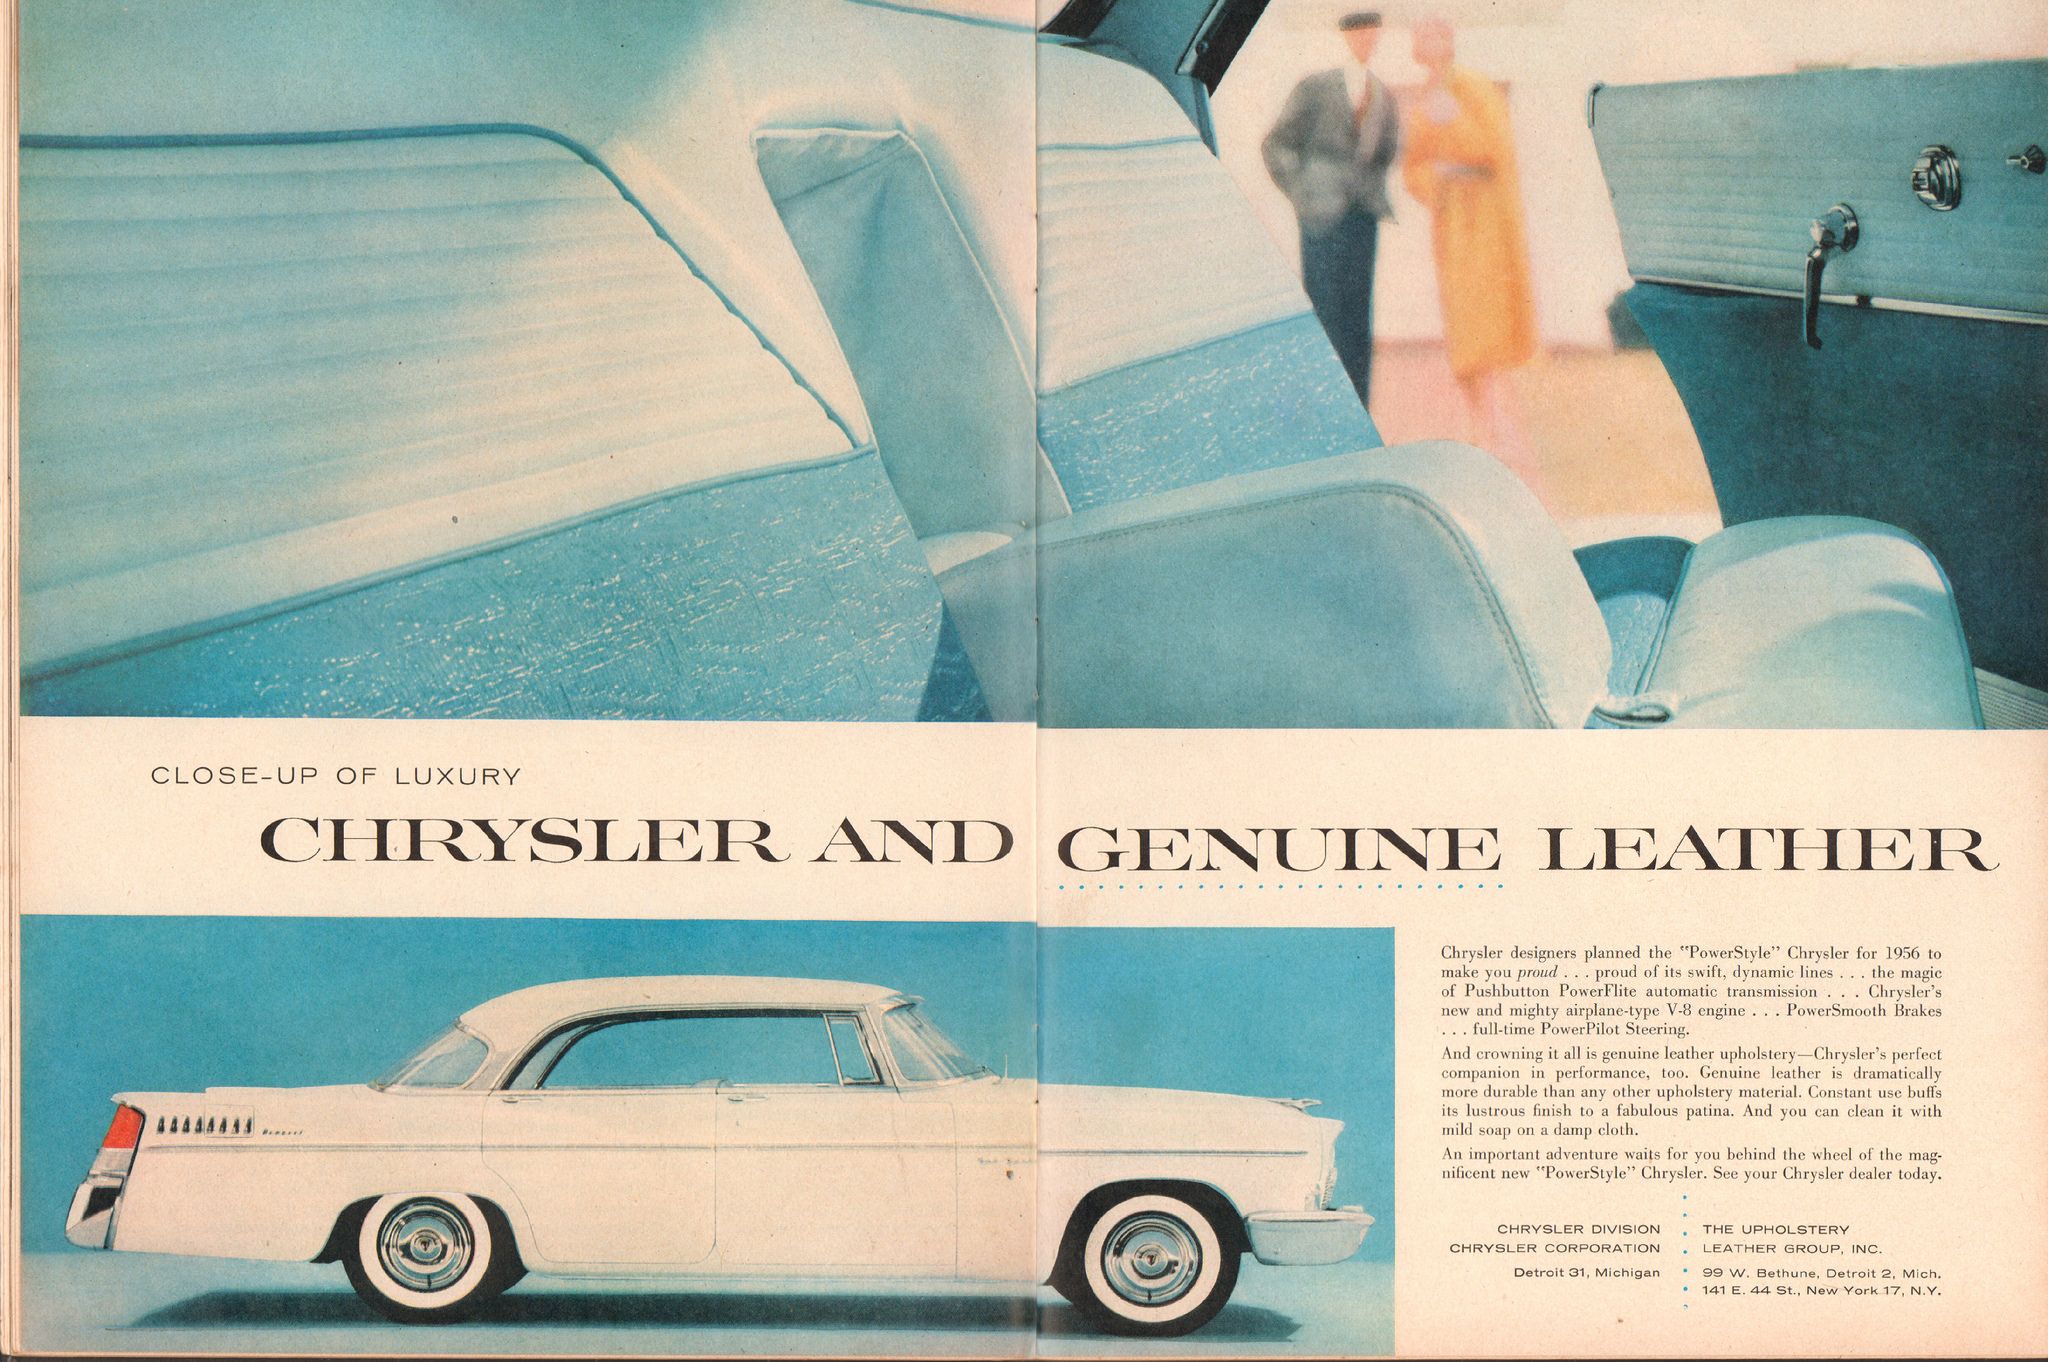 CLOSE-UP OF LUXURY
CHRYSLER AND GENUINE LEATHER
Chrysler designers planned the "PowerStyle" Chrysler for 1956 to
make you proud . . . proud of its swift, dynamic lines . . . the magic
of Pushbutton PowerFlite automatic transmission . . . Chrysler's
new and mighty airplane-type V-8 engine . . . PowerSmooth Brakes
. . . full-time PowerPilot Steering.
And crowning it all is genuine leather upholstery—Chrysler's perfect
companion in performance, too. Genuine leather is dramatically
more durable than any other upholstery material. Constant use buffs
its lustrous finish to a fabulous patina. And you can clean it with
mild soap on a damp cloth.
An important adventure waits for you behind the wheel of the mag-
nificent new "PowerStyle" Chrysler. See your Chrysler dealer today.
CHRYSLER DIVISION
CHRYSLER CORPORATION
Detroit 31, Michigan
THE UPHOLSTERY
LEATHER GROUP, INC.
99 W. Bethune, Detroit 2, Mich.
141 E. 44 St., New York 17, N.Y.